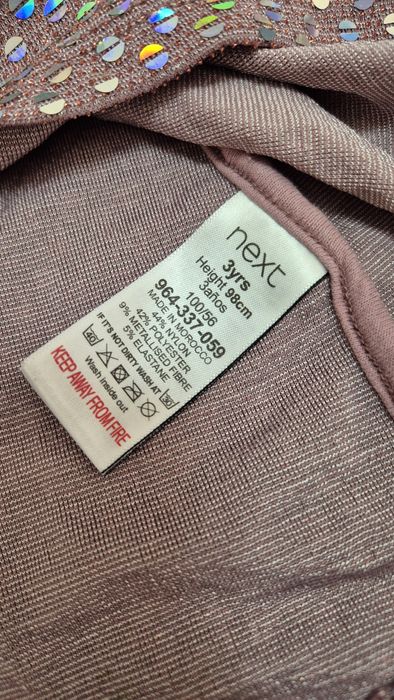 next
3yrs
Height 98cm
3años
100/56
964-337-059
MADE IN MOROCCO
44% NYLON
42% POLYESTER
9% METALLISED FIBRE
5% ELASTANE
IF IT'S NOT DIRTY WASH AT 30
Wash inside out
KEEP AWAY FROM FIRE